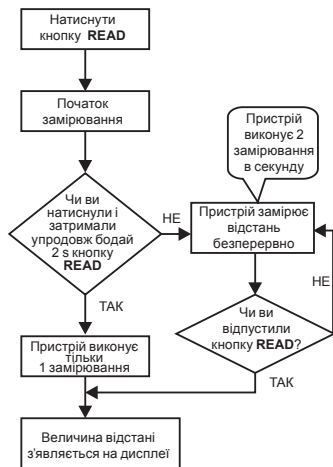 Натиснути
кнопку READ
Початок
замірювання
Чи ви
натиснули і
затримали
упродовж бодай
2 s кнопку
READ
НЕ
ТАК
Пристрій виконує
тільки
1 замірювання
Величина відстані
з'являється на дисплеї
Пристрій
виконує 2
замірювання
в секунду
Пристрій замірює
відстань
безперервно
НЕ
Чи ви
відпустили
кнопку READ?
ТАК